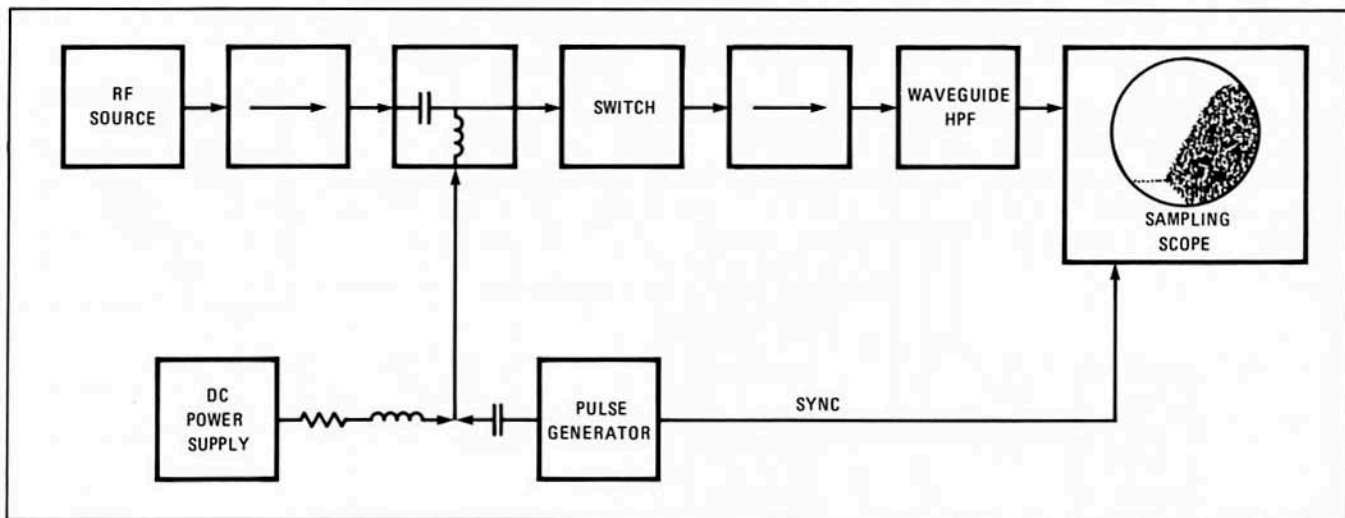 RF
SOURCE
SWITCH
WAVEGUIDE
HPF
SAMPLING
SCOPE
DC
POWER
SUPPLY
PULSE
GENERATOR
SYNC